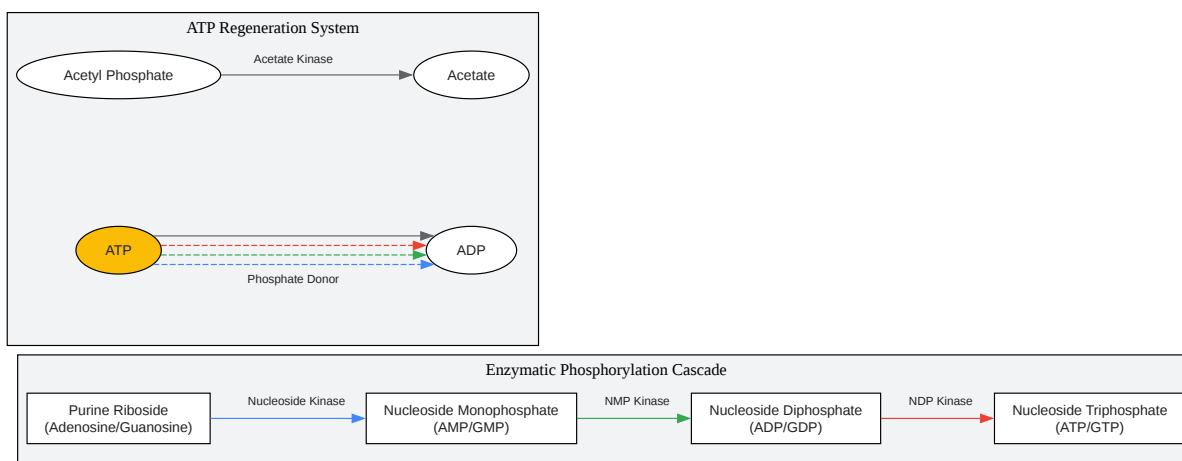 ATP Regeneration System
Acetyl Phosphate
Acetate Kinase
Acetate
ATP
ADP
Phosphate Donor
Enzymatic Phosphorylation Cascade
Purine Riboside
(Adenosine/Guanosine)
Nucleoside Kinase
Nucleoside Monophosphate
(AMP/GMP)
NMP Kinase
Nucleoside Diphosphate
(ADP/GDP)
NDP Kinase
Nucleoside Triphosphate
(ATP/GTP)